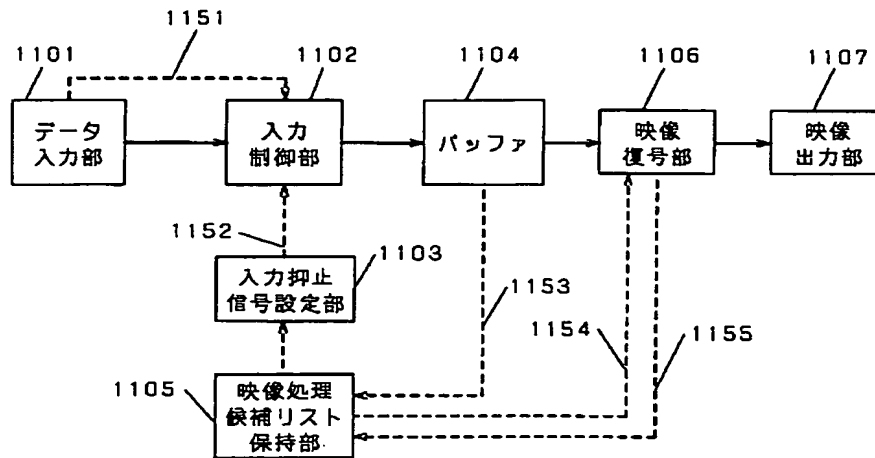 1151
1101
1102
1104
1106
1107
データ
入力部
入力
制御部
バッファ
映像
復号部
映像
出力部
1152
1103
入力抑止
信号設定部
1153
1154
1155
1105
映像処理
候補リスト
保持部